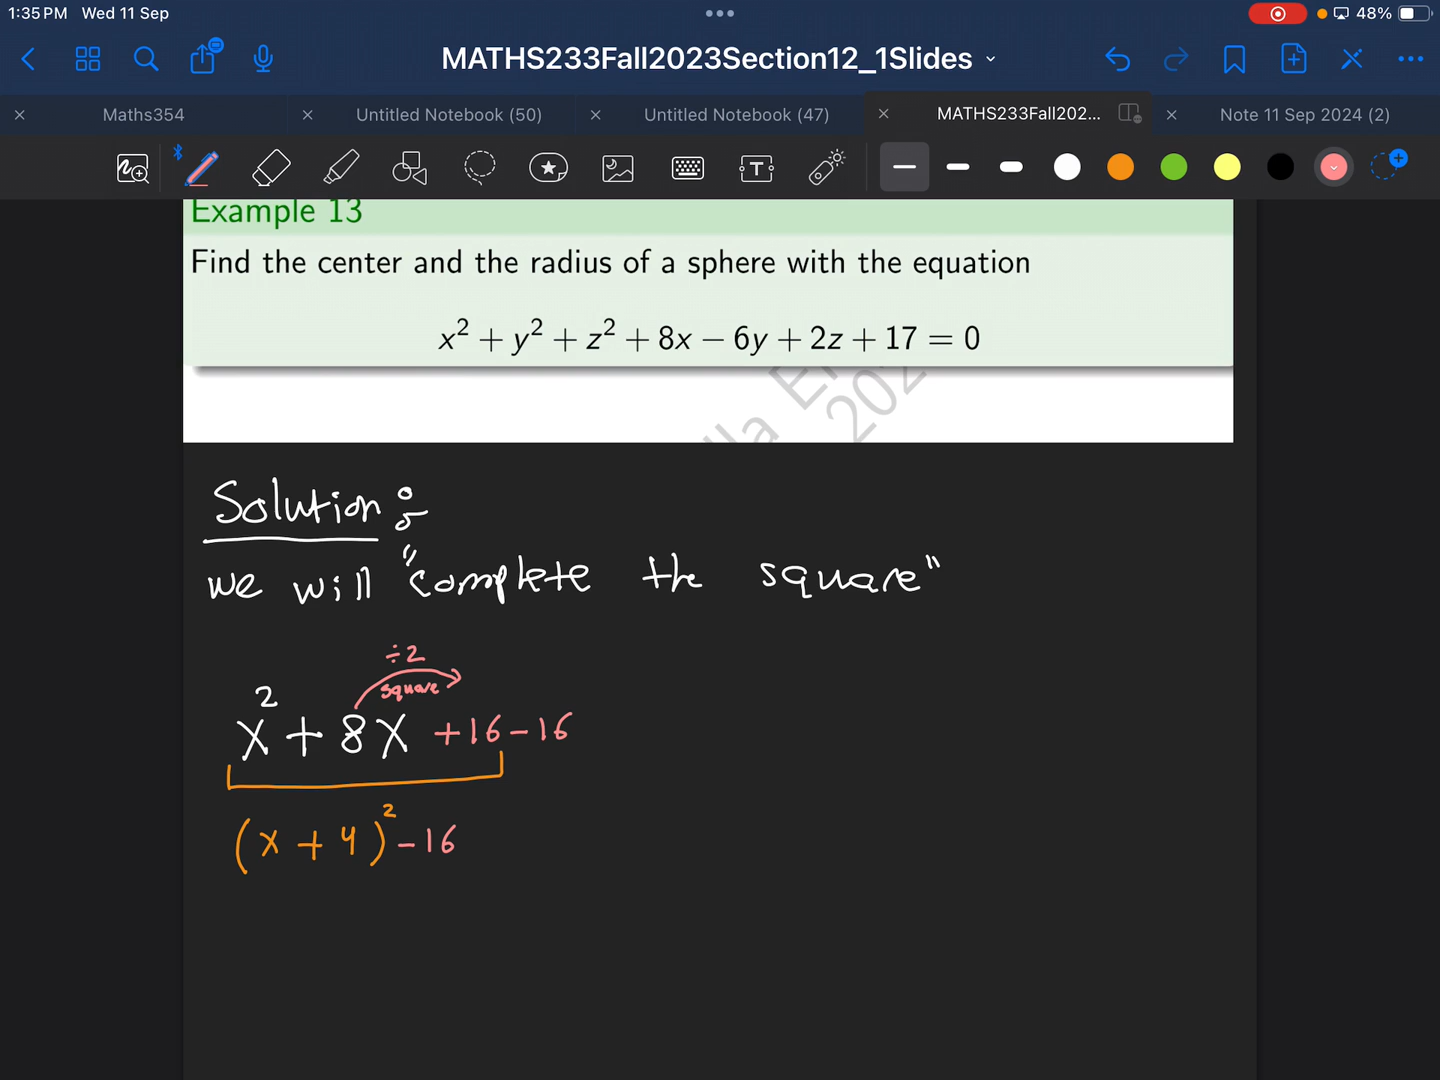 1:35 PM Wed 11 Sep
48%
MATHS233Fall2023Section12_1Slides
Maths354
Untitled Notebook (50)
Untitled Notebook (47)
MATHS233Fall202...
Note 11 Sep 2024 (2)
Example 13
Find the center and the radius of a sphere with the equation
x² + y² + z² + 8x − 6y + 2z + 17 = 0
Solution:
we will "complete the square"
÷2
square
x² + 8x + 16 − 16
(x + 4)² − 16